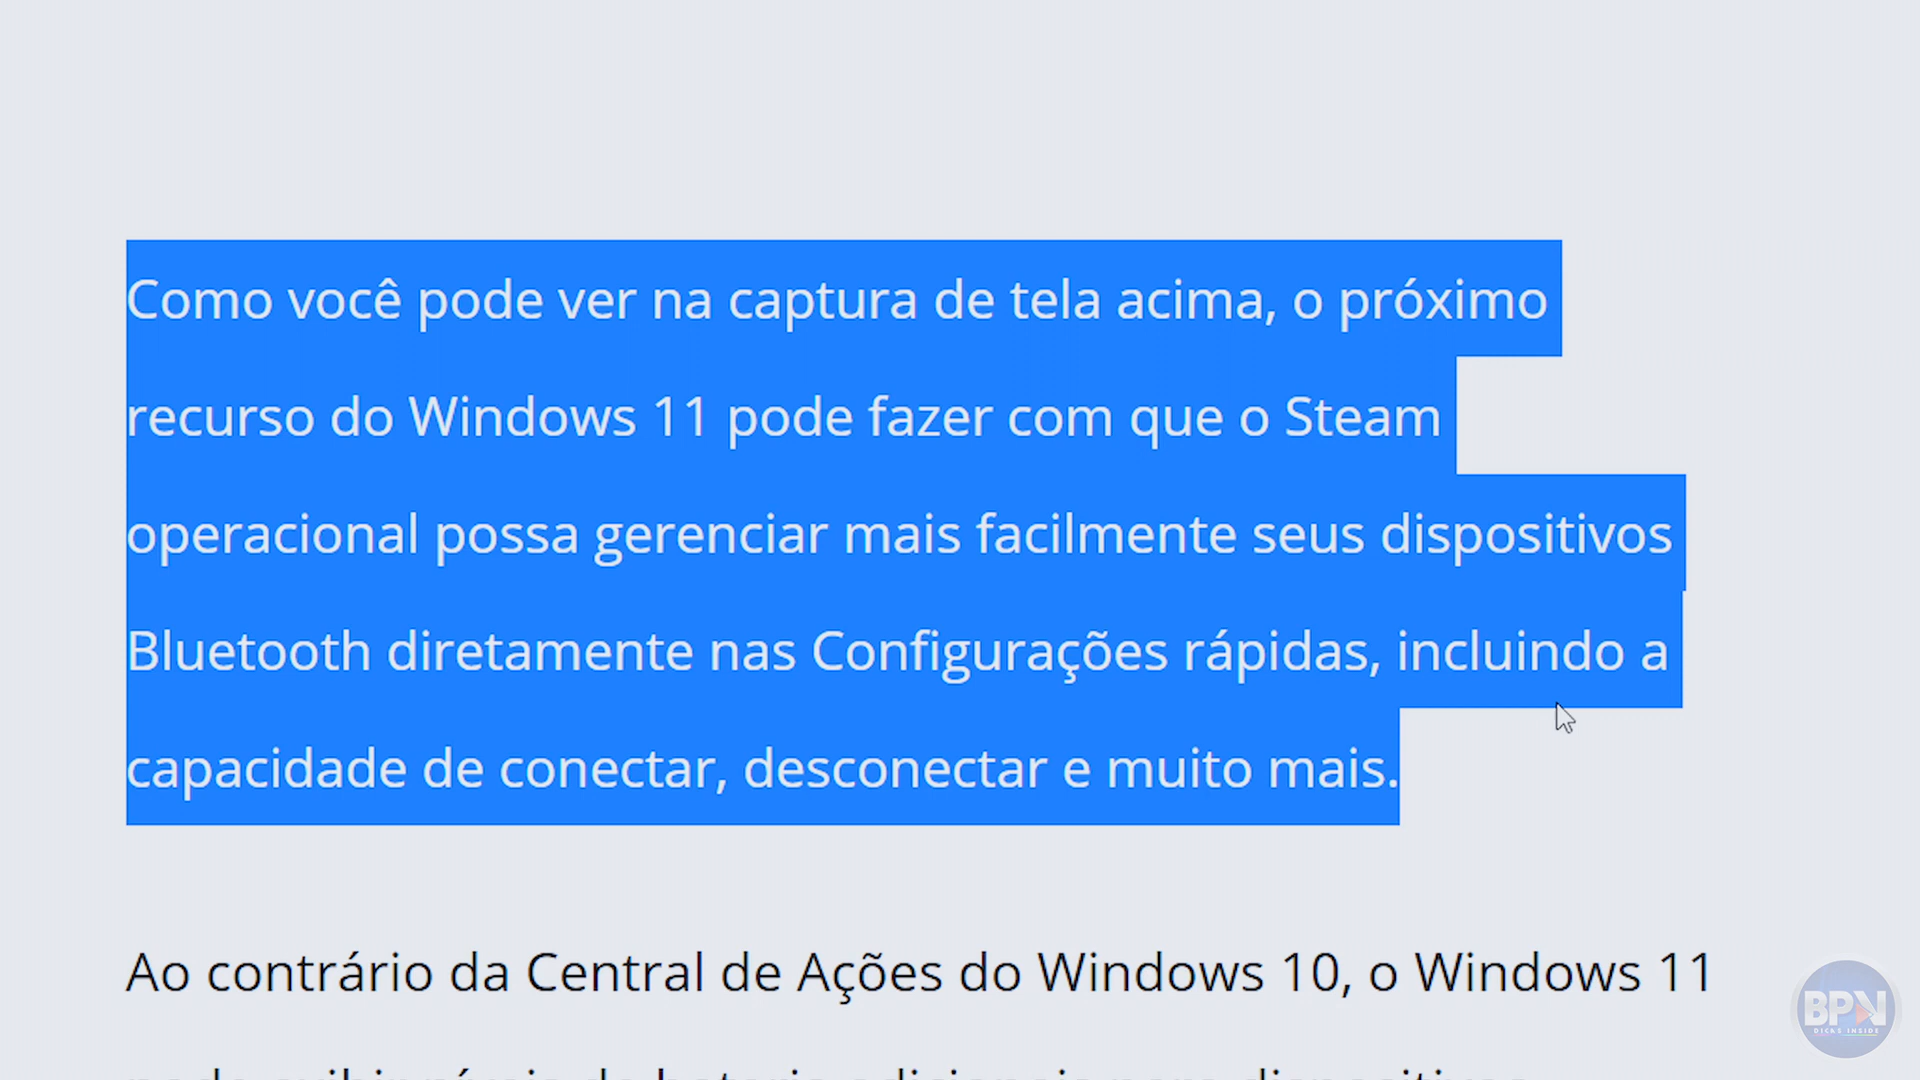 Como você pode ver na captura de tela acima, o próximo
recurso do Windows 11 pode fazer com que o Steam
operacional possa gerenciar mais facilmente seus dispositivos
Bluetooth diretamente nas Configurações rápidas, incluindo a
capacidade de conectar, desconectar e muito mais.
Ao contrário da Central de Ações do Windows 10, o Windows 11
BPN